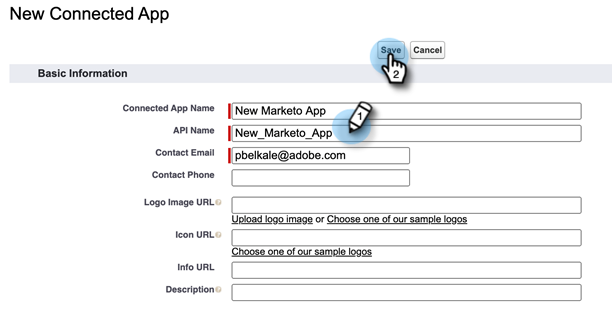 New Connected App
Save Cancel
2
Basic Information
Connected App Name New Marketo App
1
API Name New_Marketo_App
Contact Email pbelkale@adobe.com
Contact Phone
Logo Image URL ?
Upload logo image or Choose one of our sample logos
Icon URL ?
Choose one of our sample logos
Info URL
Description ?